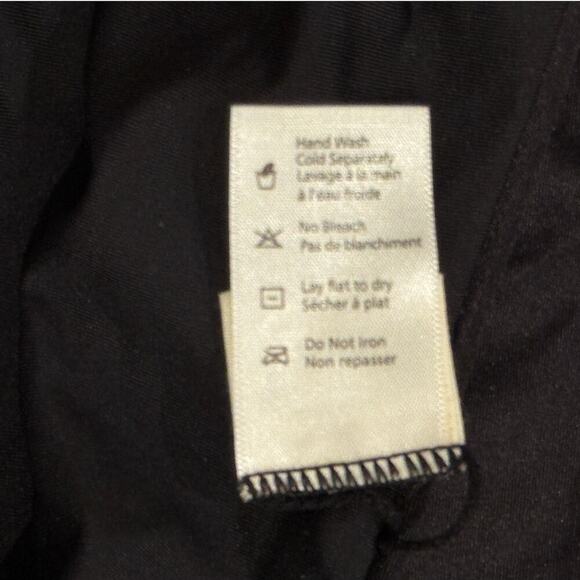 Hand Wash
Cold Separataly
Lavage à la main
à l'eau froide
No Bleach
Pas de blanchiment
Lay flat to dry
Sécher à plat
Do Not Iron
Non repasser